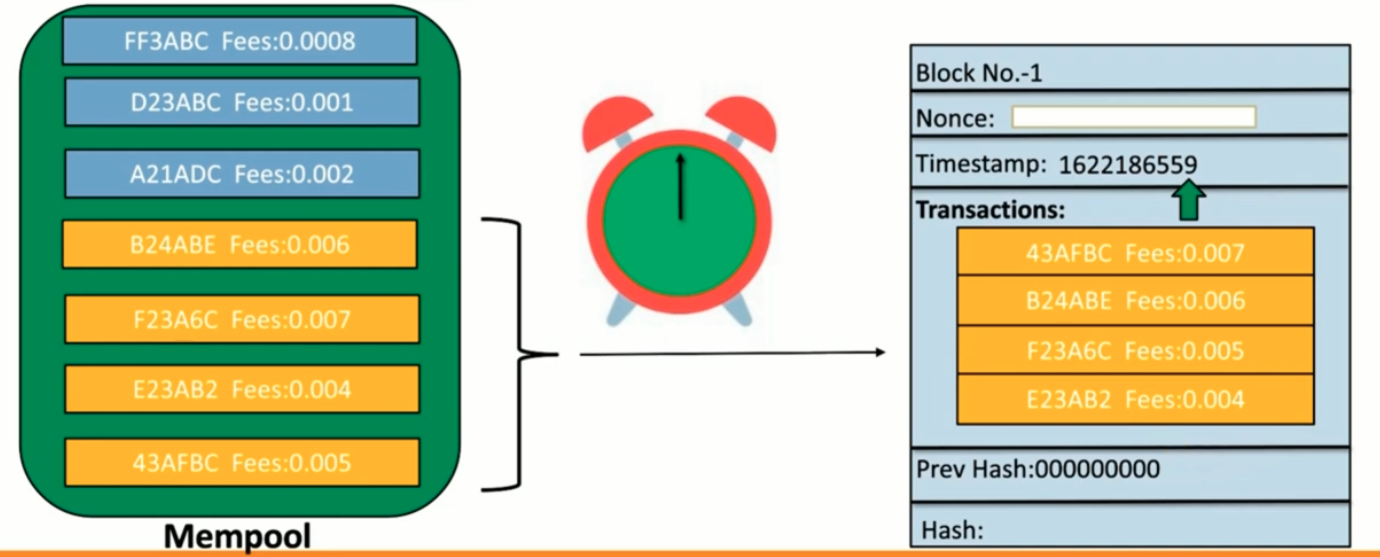 FF3ABC Fees:0.0008
D23ABC Fees:0.001
A21ADC Fees:0.002
B24ABE Fees:0.006
F23A6C Fees:0.007
E23AB2 Fees:0.004
43AFBC Fees:0.005
Mempool
Block No.-1
Nonce:
Timestamp: 1622186559
Transactions:
43AFBC Fees:0.007
B24ABE Fees:0.006
F23A6C Fees:0.005
E23AB2 Fees:0.004
Prev Hash:000000000
Hash: